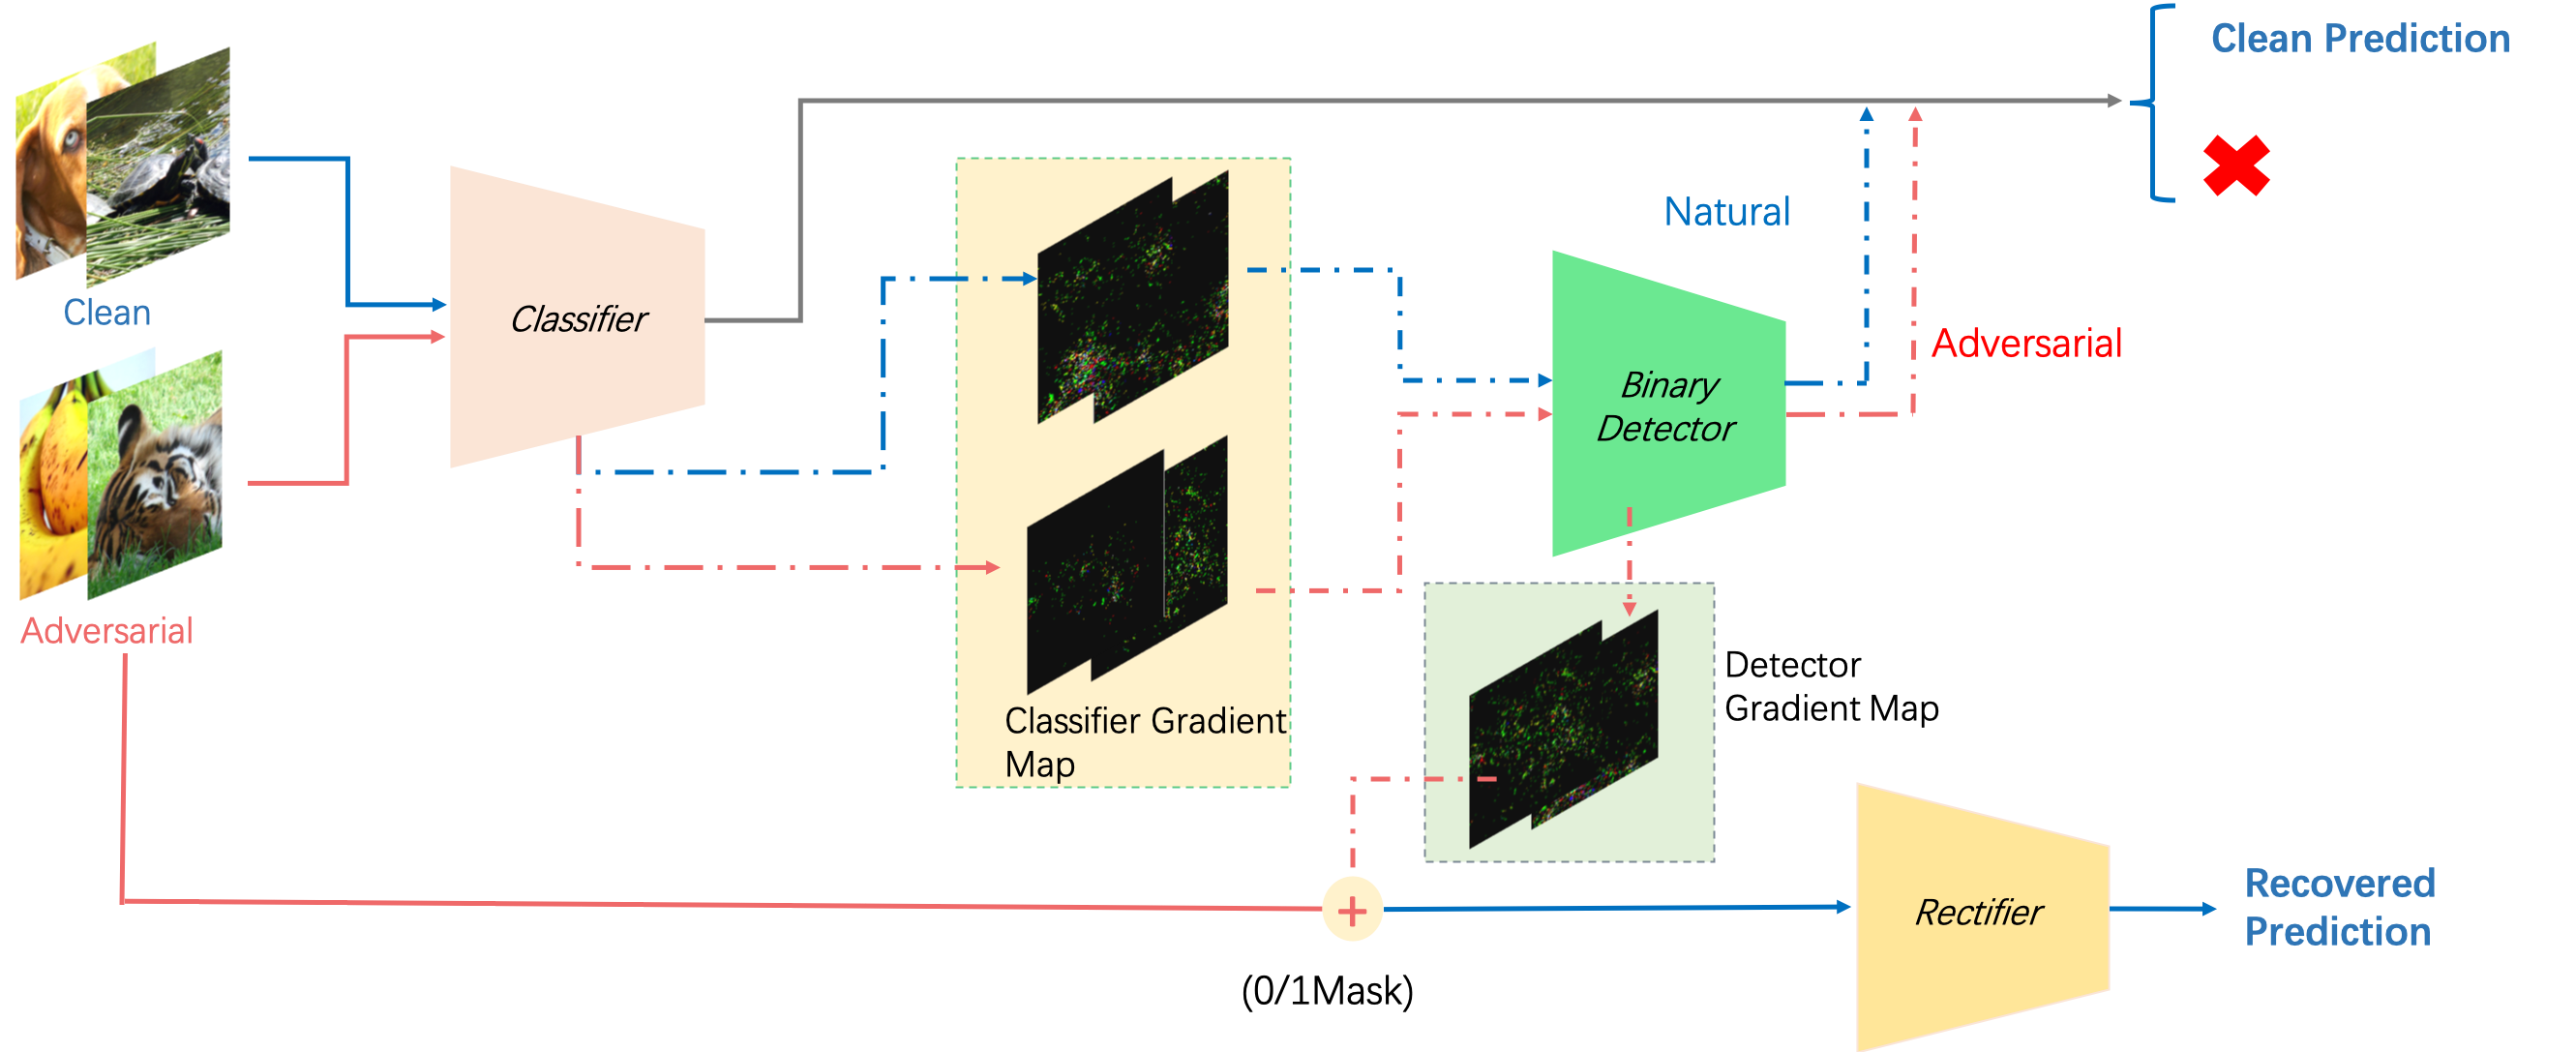 Clean Prediction
Clean
Classifier
Natural
Adversarial
Binary
Detector
Adversarial
Classifier Gradient
Map
Detector
Gradient Map
(0/1Mask)
Rectifier
Recovered
Prediction